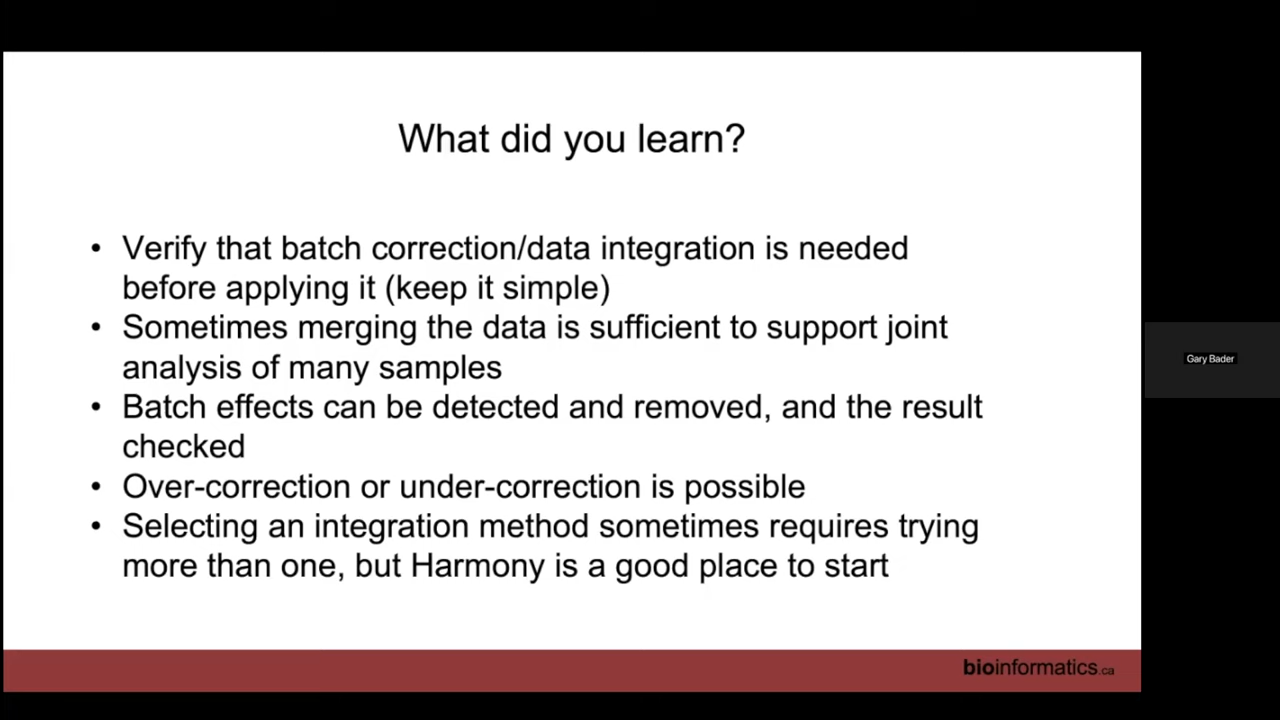 What did you learn?
• Verify that batch correction/data integration is needed
before applying it (keep it simple)
• Sometimes merging the data is sufficient to support joint
analysis of many samples
• Batch effects can be detected and removed, and the result
checked
• Over-correction or under-correction is possible
• Selecting an integration method sometimes requires trying
more than one, but Harmony is a good place to start
Gary Bader
bioinformatics.ca